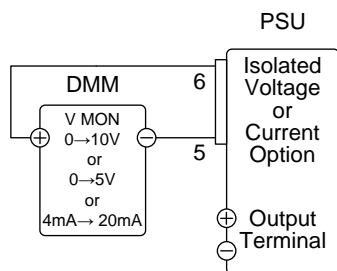 PSU
DMM
6
V MON
0→10V
or
0→5V
or
4mA→ 20mA
+
−
5
Isolated
Voltage
or
Current
Option
+
−
Output
Terminal